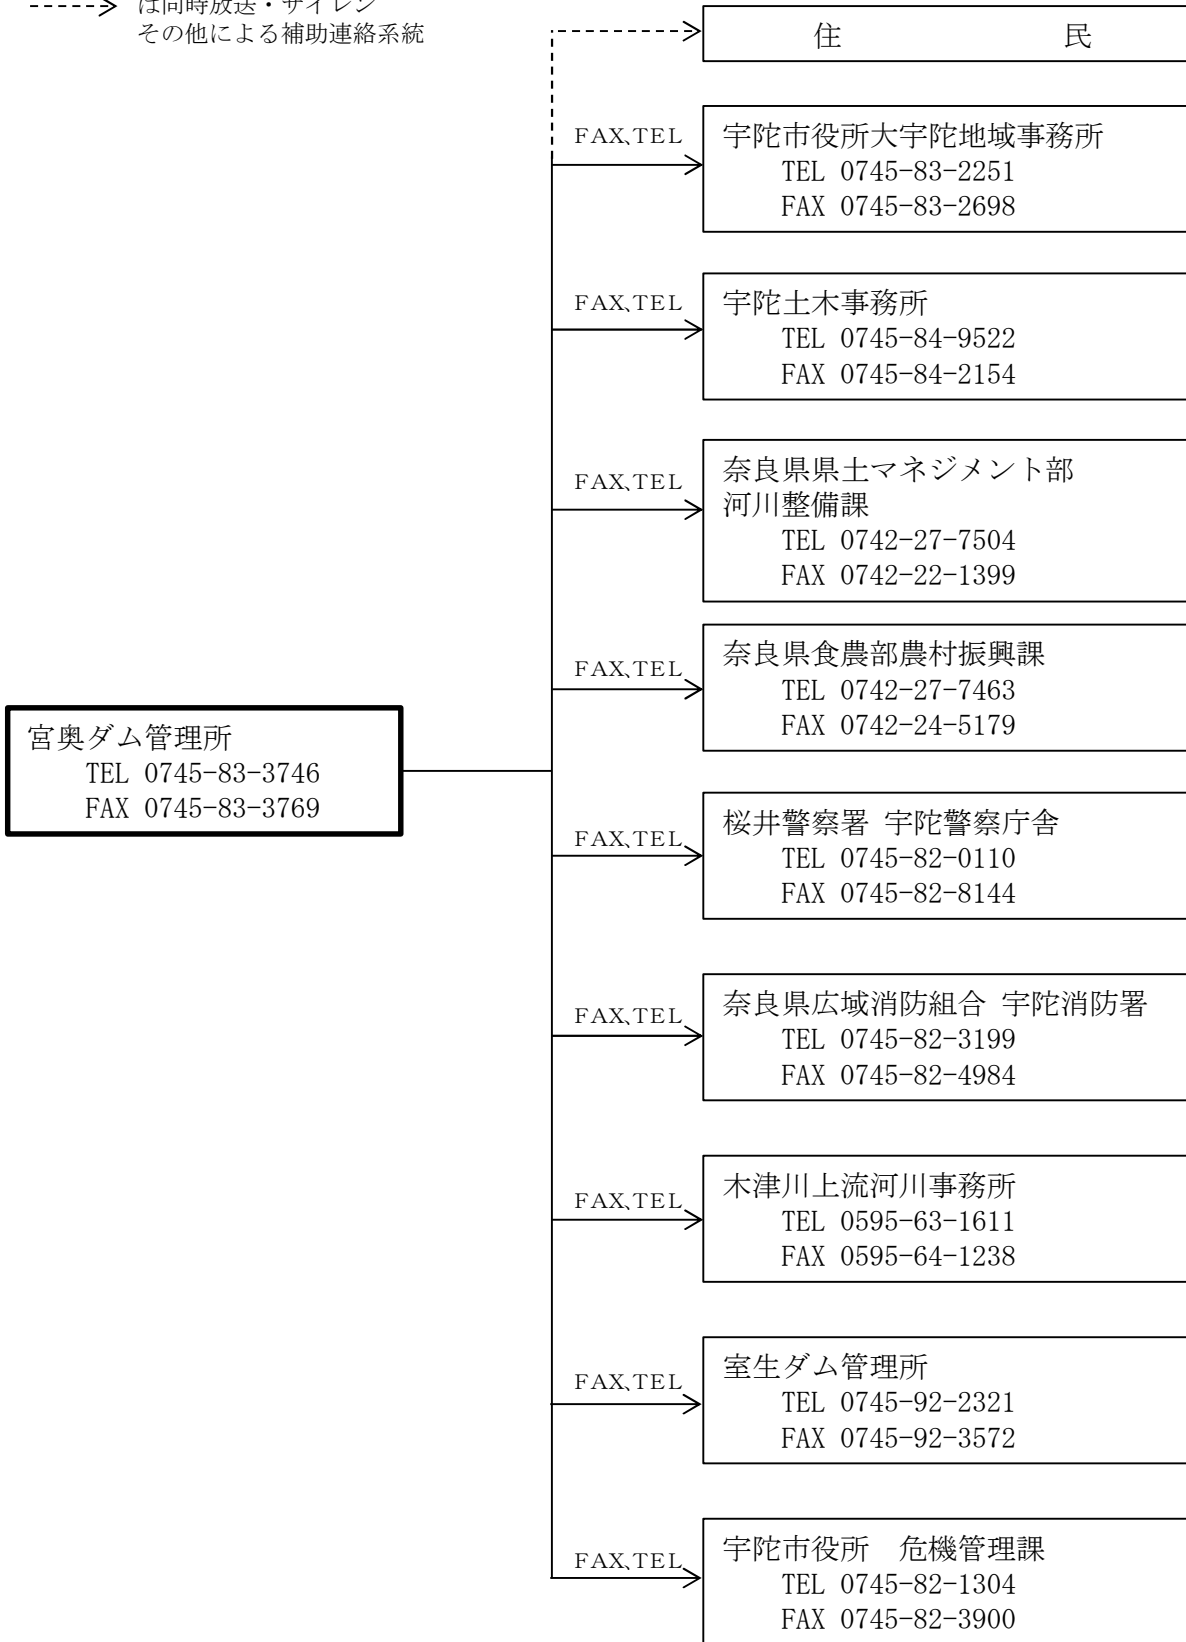 は同時放送・サイレン
その他による補助連絡系統
住　　　　　　民
FAX､TEL
宇陀市役所大宇陀地域事務所
TEL 0745-83-2251
FAX 0745-83-2698
FAX､TEL
宇陀土木事務所
TEL 0745-84-9522
FAX 0745-84-2154
FAX､TEL
奈良県県土マネジメント部
河川整備課
TEL 0742-27-7504
FAX 0742-22-1399
FAX､TEL
奈良県食農部農村振興課
TEL 0742-27-7463
FAX 0742-24-5179
宮奥ダム管理所
TEL 0745-83-3746
FAX 0745-83-3769
FAX､TEL
桜井警察署 宇陀警察庁舎
TEL 0745-82-0110
FAX 0745-82-8144
FAX､TEL
奈良県広域消防組合 宇陀消防署
TEL 0745-82-3199
FAX 0745-82-4984
FAX､TEL
木津川上流河川事務所
TEL 0595-63-1611
FAX 0595-64-1238
FAX､TEL
室生ダム管理所
TEL 0745-92-2321
FAX 0745-92-3572
FAX､TEL
宇陀市役所　危機管理課
TEL 0745-82-1304
FAX 0745-82-3900